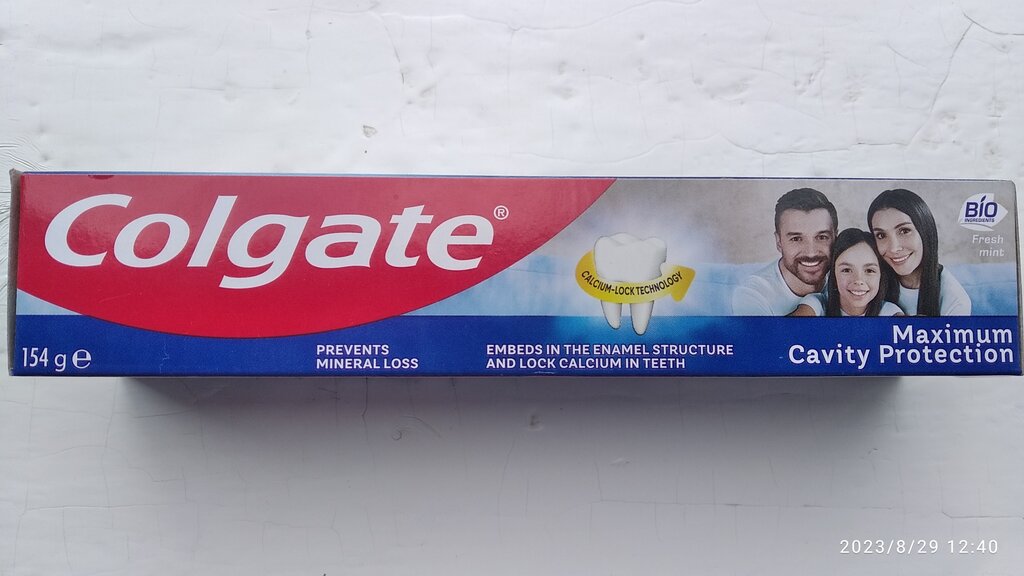 Colgate®
CALCIUM-LOCK TECHNOLOGY
BIO
INGREDIENTS
Fresh
mint
154 g e
PREVENTS
MINERAL LOSS
EMBEDS IN THE ENAMEL STRUCTURE
AND LOCK CALCIUM IN TEETH
Maximum
Cavity Protection
2023/8/29 12:40